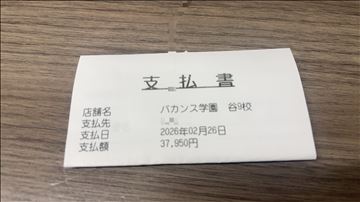 支払書
店舗名 バカンス学園 谷9校
支払先
支払日 2026年02月26日
支払額 37,950円